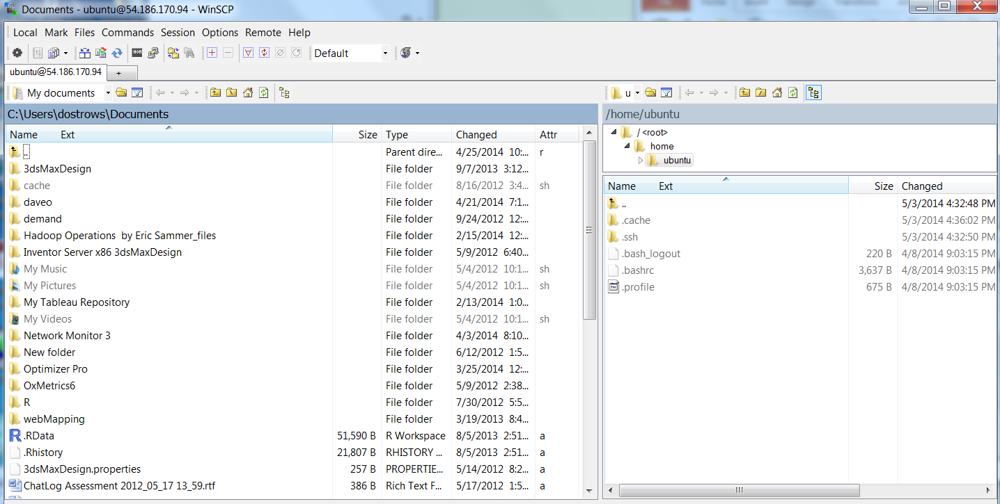 Documents - ubuntu@54.186.170.94 - WinSCP
Local Mark Files Commands Session Options Remote Help
Default
ubuntu@54.186.170.94 +
My documents
C:\Users\dostrows\Documents
Name Ext Size Type Changed Attr
.. Parent dire... 4/25/2014 10:... r
3dsMaxDesign File folder 9/7/2013 3:12...
cache File folder 8/16/2012 3:4... sh
daveo File folder 4/21/2014 7:1...
demand File folder 9/24/2012 12:...
Hadoop Operations by Eric Sammer_files File folder 2/15/2014 12:...
Inventor Server x86 3dsMaxDesign File folder 5/9/2012 6:40...
My Music File folder 5/4/2012 10:1... sh
My Pictures File folder 5/4/2012 10:1... sh
My Tableau Repository File folder 2/13/2014 1:0...
My Videos File folder 5/4/2012 10:1... sh
Network Monitor 3 File folder 4/3/2014 8:10...
New folder File folder 6/12/2012 1:5...
Optimizer Pro File folder 3/25/2014 12:...
OxMetrics6 File folder 5/9/2012 2:38...
R File folder 7/30/2012 5:5...
webMapping File folder 3/19/2013 8:4...
.RData 51,590 B R Workspace 8/5/2013 2:51... a
.Rhistory 21,807 B RHISTORY ... 8/5/2013 2:51... a
3dsMaxDesign.properties 257 B PROPERTIE... 5/14/2012 8:2... a
ChatLog Assessment 2012_05_17 13_59.rtf 386 B Rich Text F... 5/17/2012 1:5... a
u
/home/ubuntu
/ <root>
home
ubuntu
Name Ext Size Changed
.. 5/3/2014 4:32:48 PM
.cache 5/3/2014 4:36:02 PM
.ssh 5/3/2014 4:32:50 PM
.bash_logout 220 B 4/8/2014 9:03:15 PM
.bashrc 3,637 B 4/8/2014 9:03:15 PM
.profile 675 B 4/8/2014 9:03:15 PM